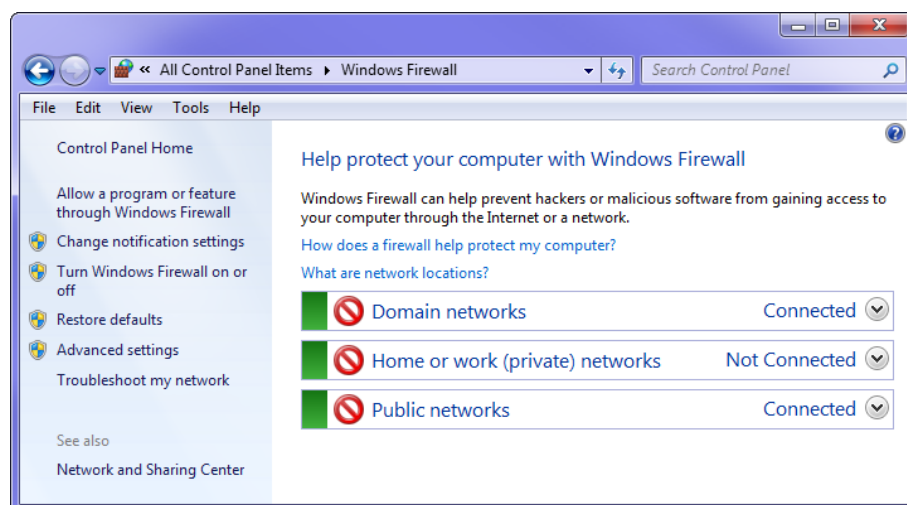 « All Control Panel Items ▸ Windows Firewall
Search Control Panel
File Edit View Tools Help
Control Panel Home
Allow a program or feature
through Windows Firewall
Change notification settings
Turn Windows Firewall on or
off
Restore defaults
Advanced settings
Troubleshoot my network
See also
Network and Sharing Center
Help protect your computer with Windows Firewall
Windows Firewall can help prevent hackers or malicious software from gaining access to
your computer through the Internet or a network.
How does a firewall help protect my computer?
What are network locations?
Domain networks Connected
Home or work (private) networks Not Connected
Public networks Connected